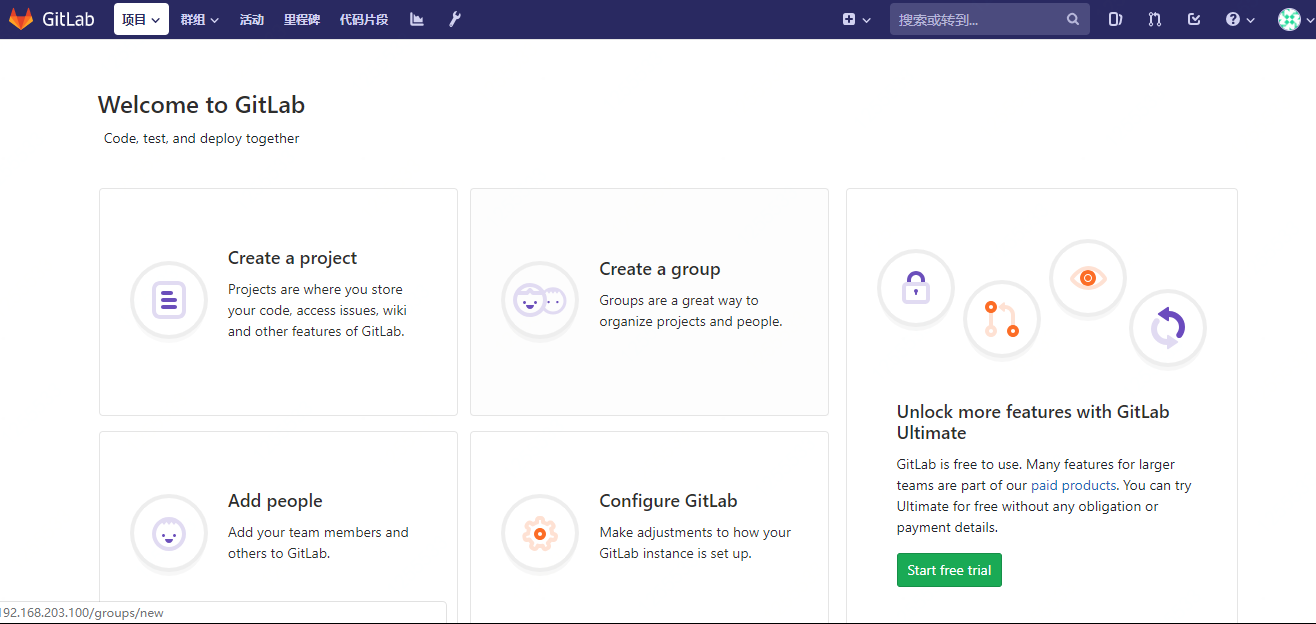 GitLab 项目 群组 活动 里程碑 代码片段 搜索或转到...
Welcome to GitLab
Code, test, and deploy together
Create a project
Projects are where you store
your code, access issues, wiki
and other features of GitLab.
Create a group
Groups are a great way to
organize projects and people.
Unlock more features with GitLab
Ultimate
GitLab is free to use. Many features for larger
teams are part of our paid products. You can try
Ultimate for free without any obligation or
payment details.
Start free trial
Add people
Add your team members and
others to GitLab.
Configure GitLab
Make adjustments to how your
GitLab instance is set up.
192.168.203.100/groups/new